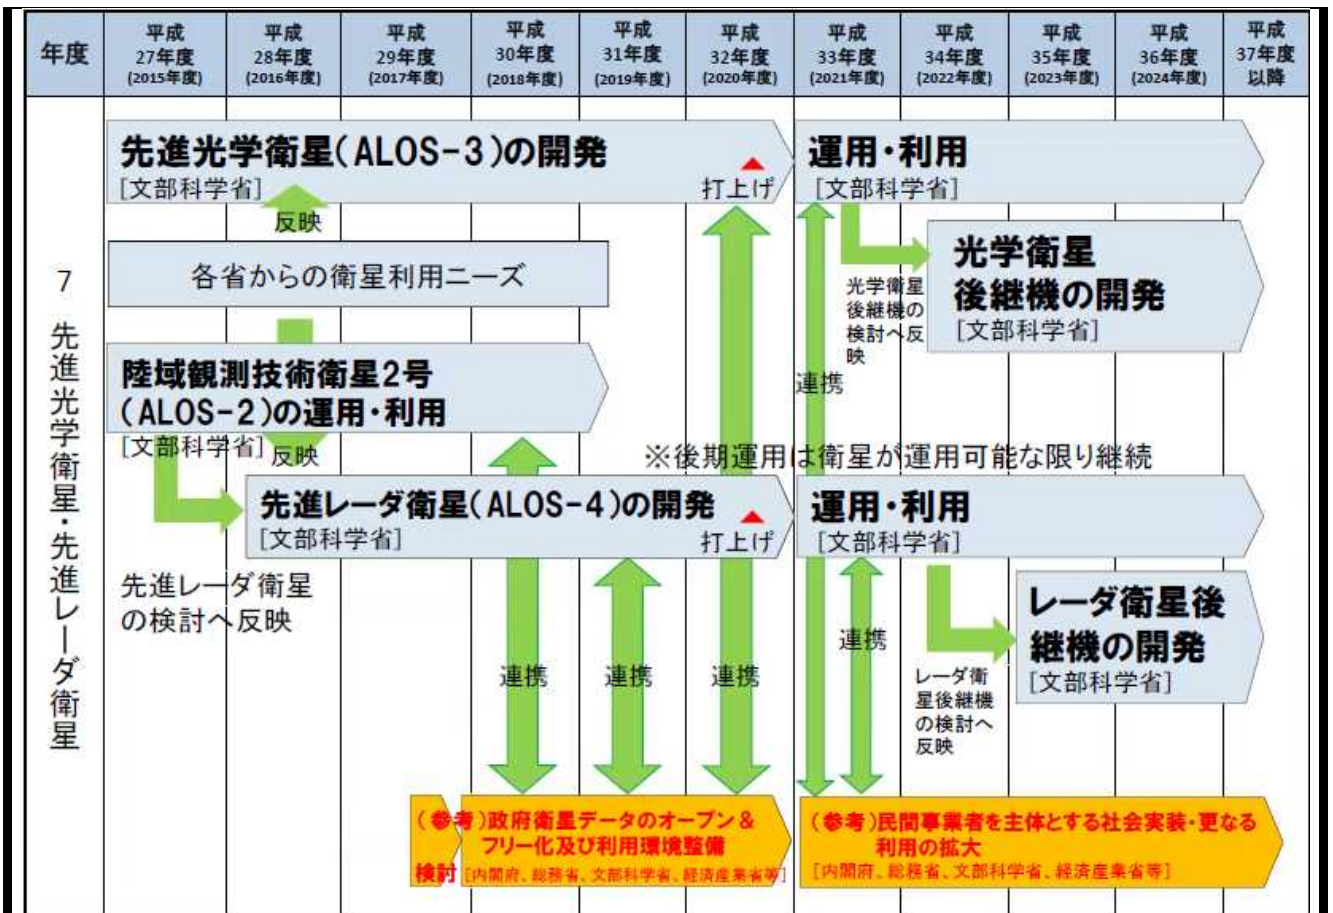 年度
平成
27年度
(2015年度)
平成
28年度
(2016年度)
平成
29年度
(2017年度)
平成
30年度
(2018年度)
平成
31年度
(2019年度)
平成
32年度
(2020年度)
平成
33年度
(2021年度)
平成
34年度
(2022年度)
平成
35年度
(2023年度)
平成
36年度
(2024年度)
平成
37年度
以降
7 先進光学衛星・先進レーダ衛星
先進光学衛星(ALOS-3)の開発
[文部科学省]
打上げ
運用・利用
[文部科学省]
反映
各省からの衛星利用ニーズ
光学衛星
後継機の開発
[文部科学省]
光学衛星
後継機の
検討へ反
映
陸域観測技術衛星2号
(ALOS-2)の運用・利用
[文部科学省]
反映
連携
※後期運用は衛星が運用可能な限り継続
先進レーダ衛星(ALOS-4)の開発
[文部科学省]
打上げ
運用・利用
[文部科学省]
先進レーダ衛星
の検討へ反映
レーダ衛星後
継機の開発
[文部科学省]
連携
連携
連携
連携
レーダ衛
星後継機
の検討へ
反映
(参考)政府衛星データのオープン&
フリー化及び利用環境整備
検討
[内閣府、総務省、文部科学省、経済産業省等]
(参考)民間事業者を主体とする社会実装・更なる
利用の拡大
[内閣府、総務省、文部科学省、経済産業省等]